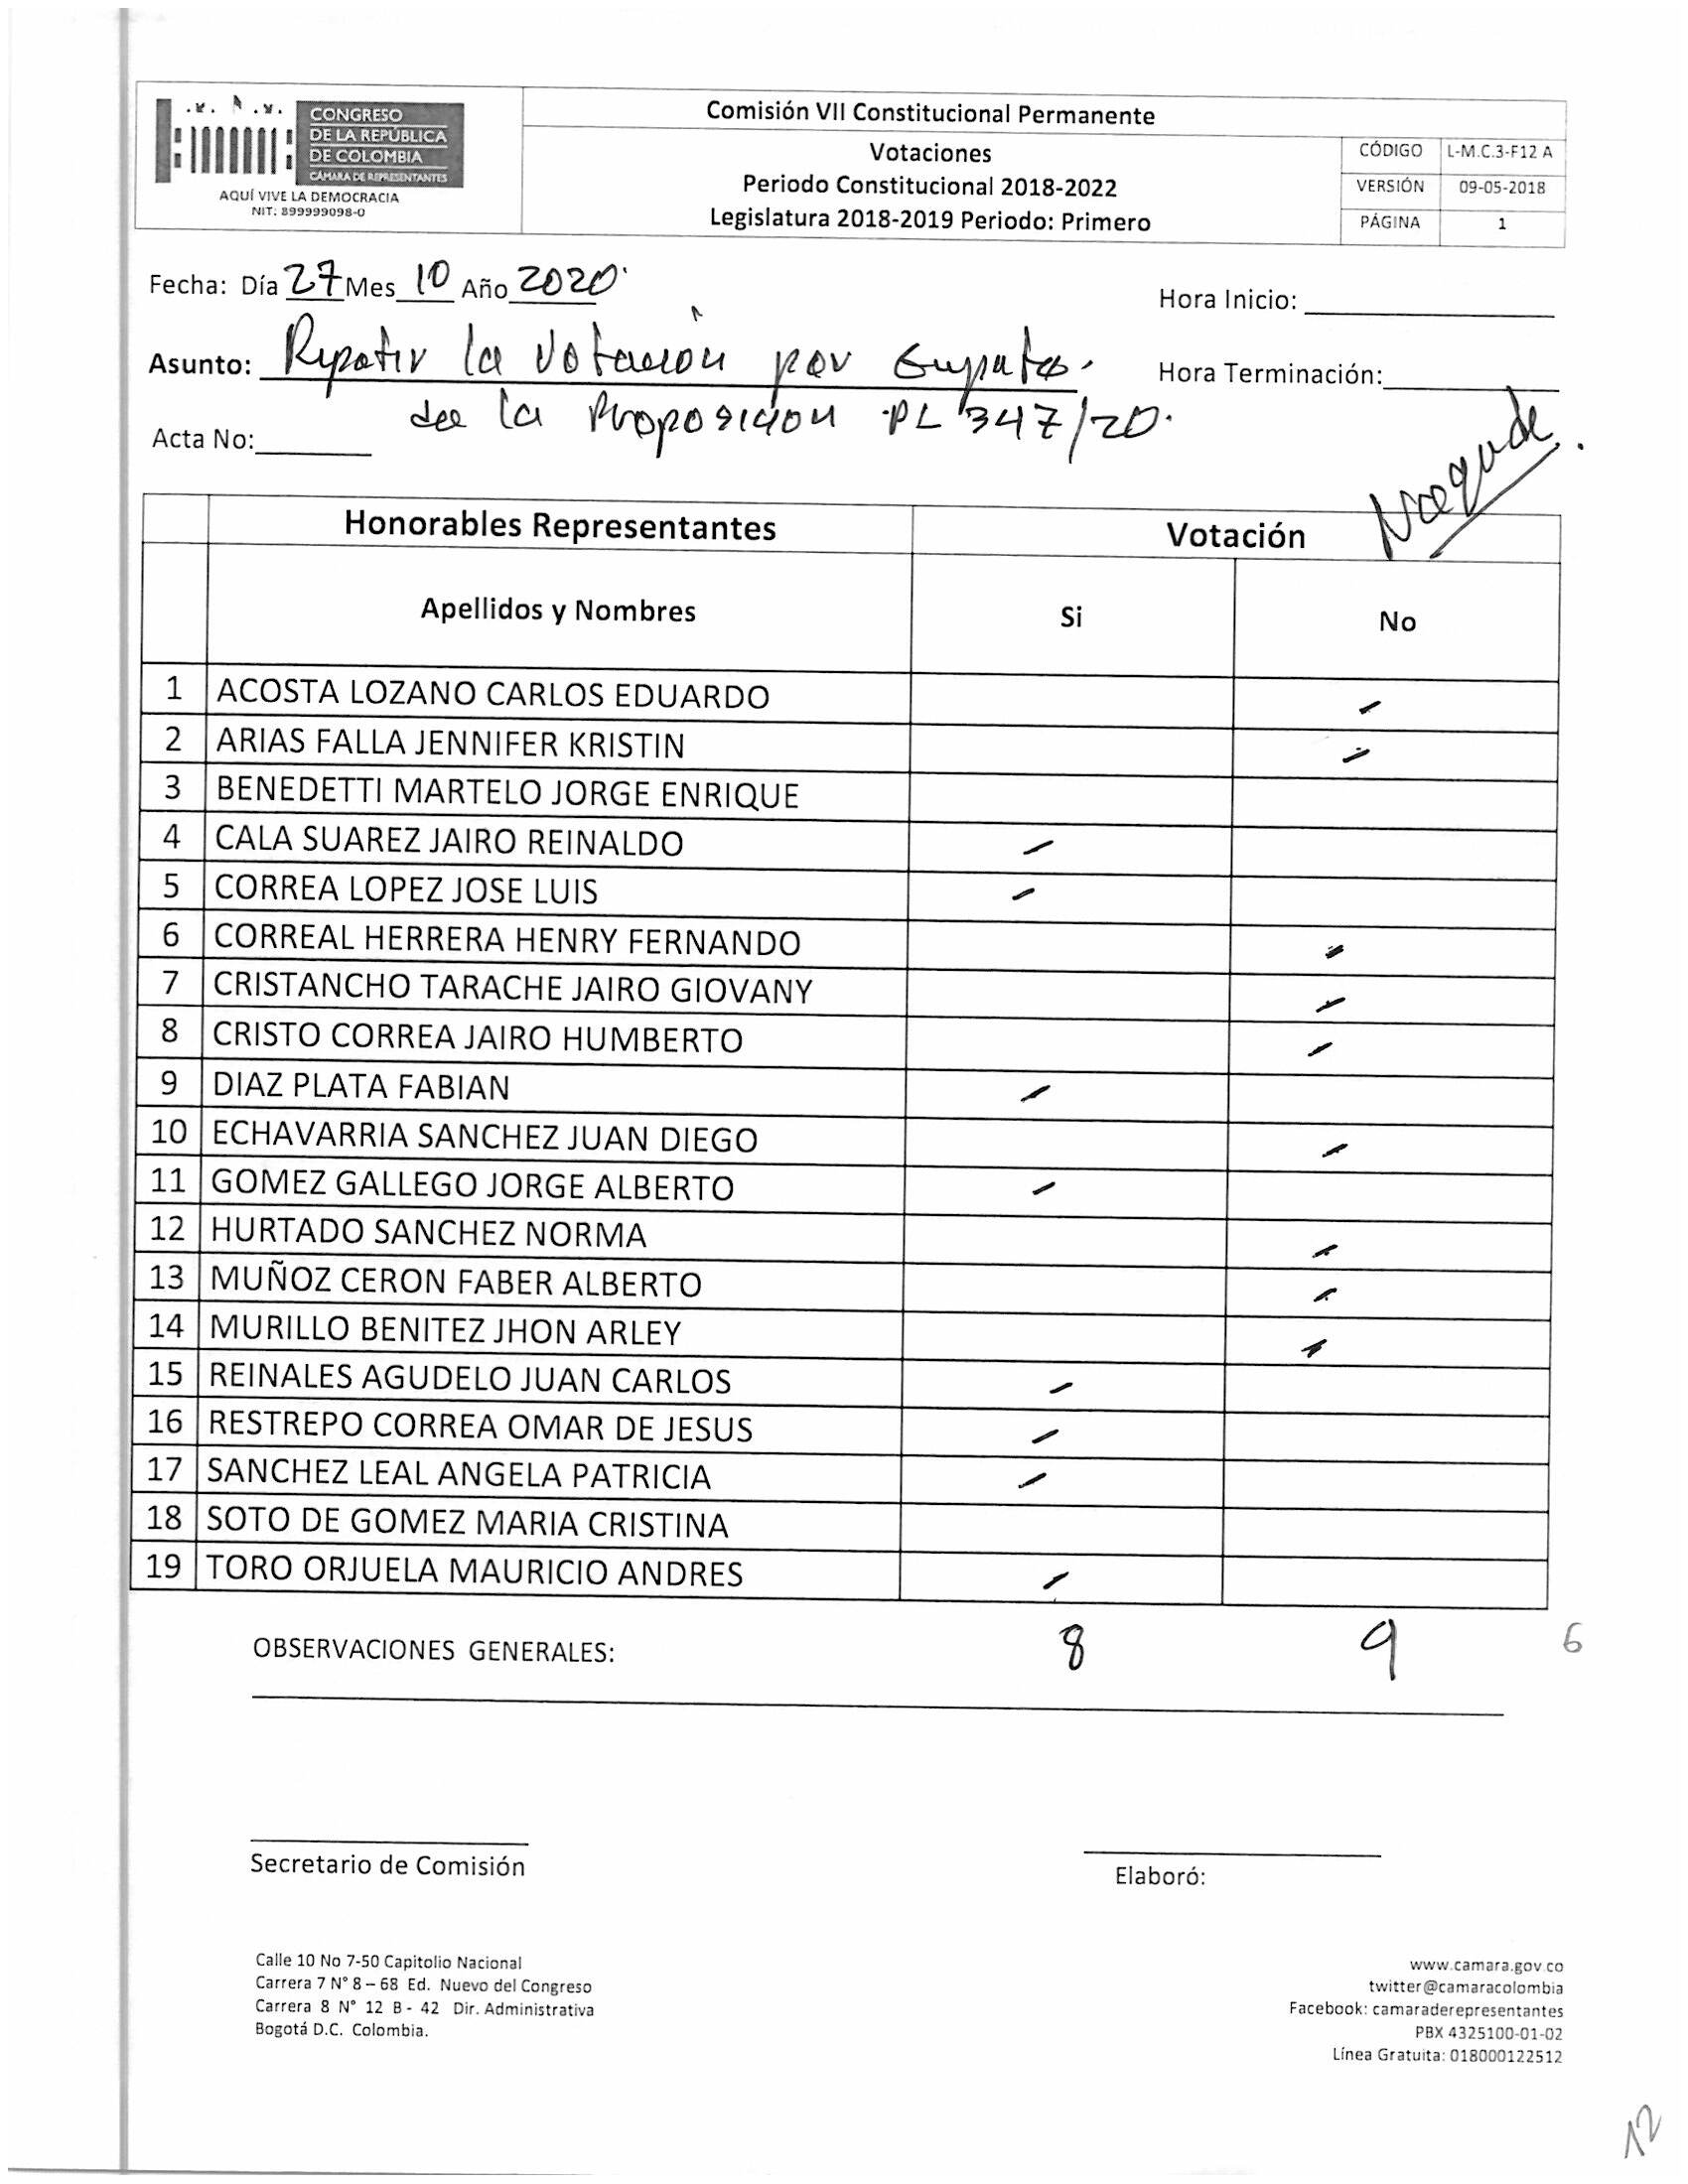 CONGRESO
DE LA REPÚBLICA
DE COLOMBIA
CÁMARA DE REPRESENTANTES
AQUÍ VIVE LA DEMOCRACIA
NIT: 899999098-0
Comisión VII Constitucional Permanente
Votaciones
Periodo Constitucional 2018-2022
Legislatura 2018-2019 Periodo: Primero
CÓDIGO L-M.C.3-F12 A
VERSIÓN 09-05-2018
PÁGINA 1
Fecha: Día 27 Mes 10 Año 2020
Hora Inicio:
Asunto: Repetir la votación por Empate
Hora Terminación:
de la Proposición PL 347/20.
Acta No:
Negada.
Honorables Representantes Votación
Apellidos y Nombres Si No
1 ACOSTA LOZANO CARLOS EDUARDO
2 ARIAS FALLA JENNIFER KRISTIN
3 BENEDETTI MARTELO JORGE ENRIQUE
4 CALA SUAREZ JAIRO REINALDO
5 CORREA LOPEZ JOSE LUIS
6 CORREAL HERRERA HENRY FERNANDO
7 CRISTANCHO TARACHE JAIRO GIOVANY
8 CRISTO CORREA JAIRO HUMBERTO
9 DIAZ PLATA FABIAN
10 ECHAVARRIA SANCHEZ JUAN DIEGO
11 GOMEZ GALLEGO JORGE ALBERTO
12 HURTADO SANCHEZ NORMA
13 MUÑOZ CERON FABER ALBERTO
14 MURILLO BENITEZ JHON ARLEY
15 REINALES AGUDELO JUAN CARLOS
16 RESTREPO CORREA OMAR DE JESUS
17 SANCHEZ LEAL ANGELA PATRICIA
18 SOTO DE GOMEZ MARIA CRISTINA
19 TORO ORJUELA MAURICIO ANDRES
OBSERVACIONES GENERALES: 8 9 6
Secretario de Comisión
Elaboró:
Calle 10 No 7-50 Capitolio Nacional
Carrera 7 N° 8 – 68 Ed. Nuevo del Congreso
Carrera 8 N° 12 B - 42 Dir. Administrativa
Bogotá D.C. Colombia.
www.camara.gov.co
twitter@camaracolombia
Facebook: camaraderepresentantes
PBX 4325100-01-02
Línea Gratuita: 018000122512
12